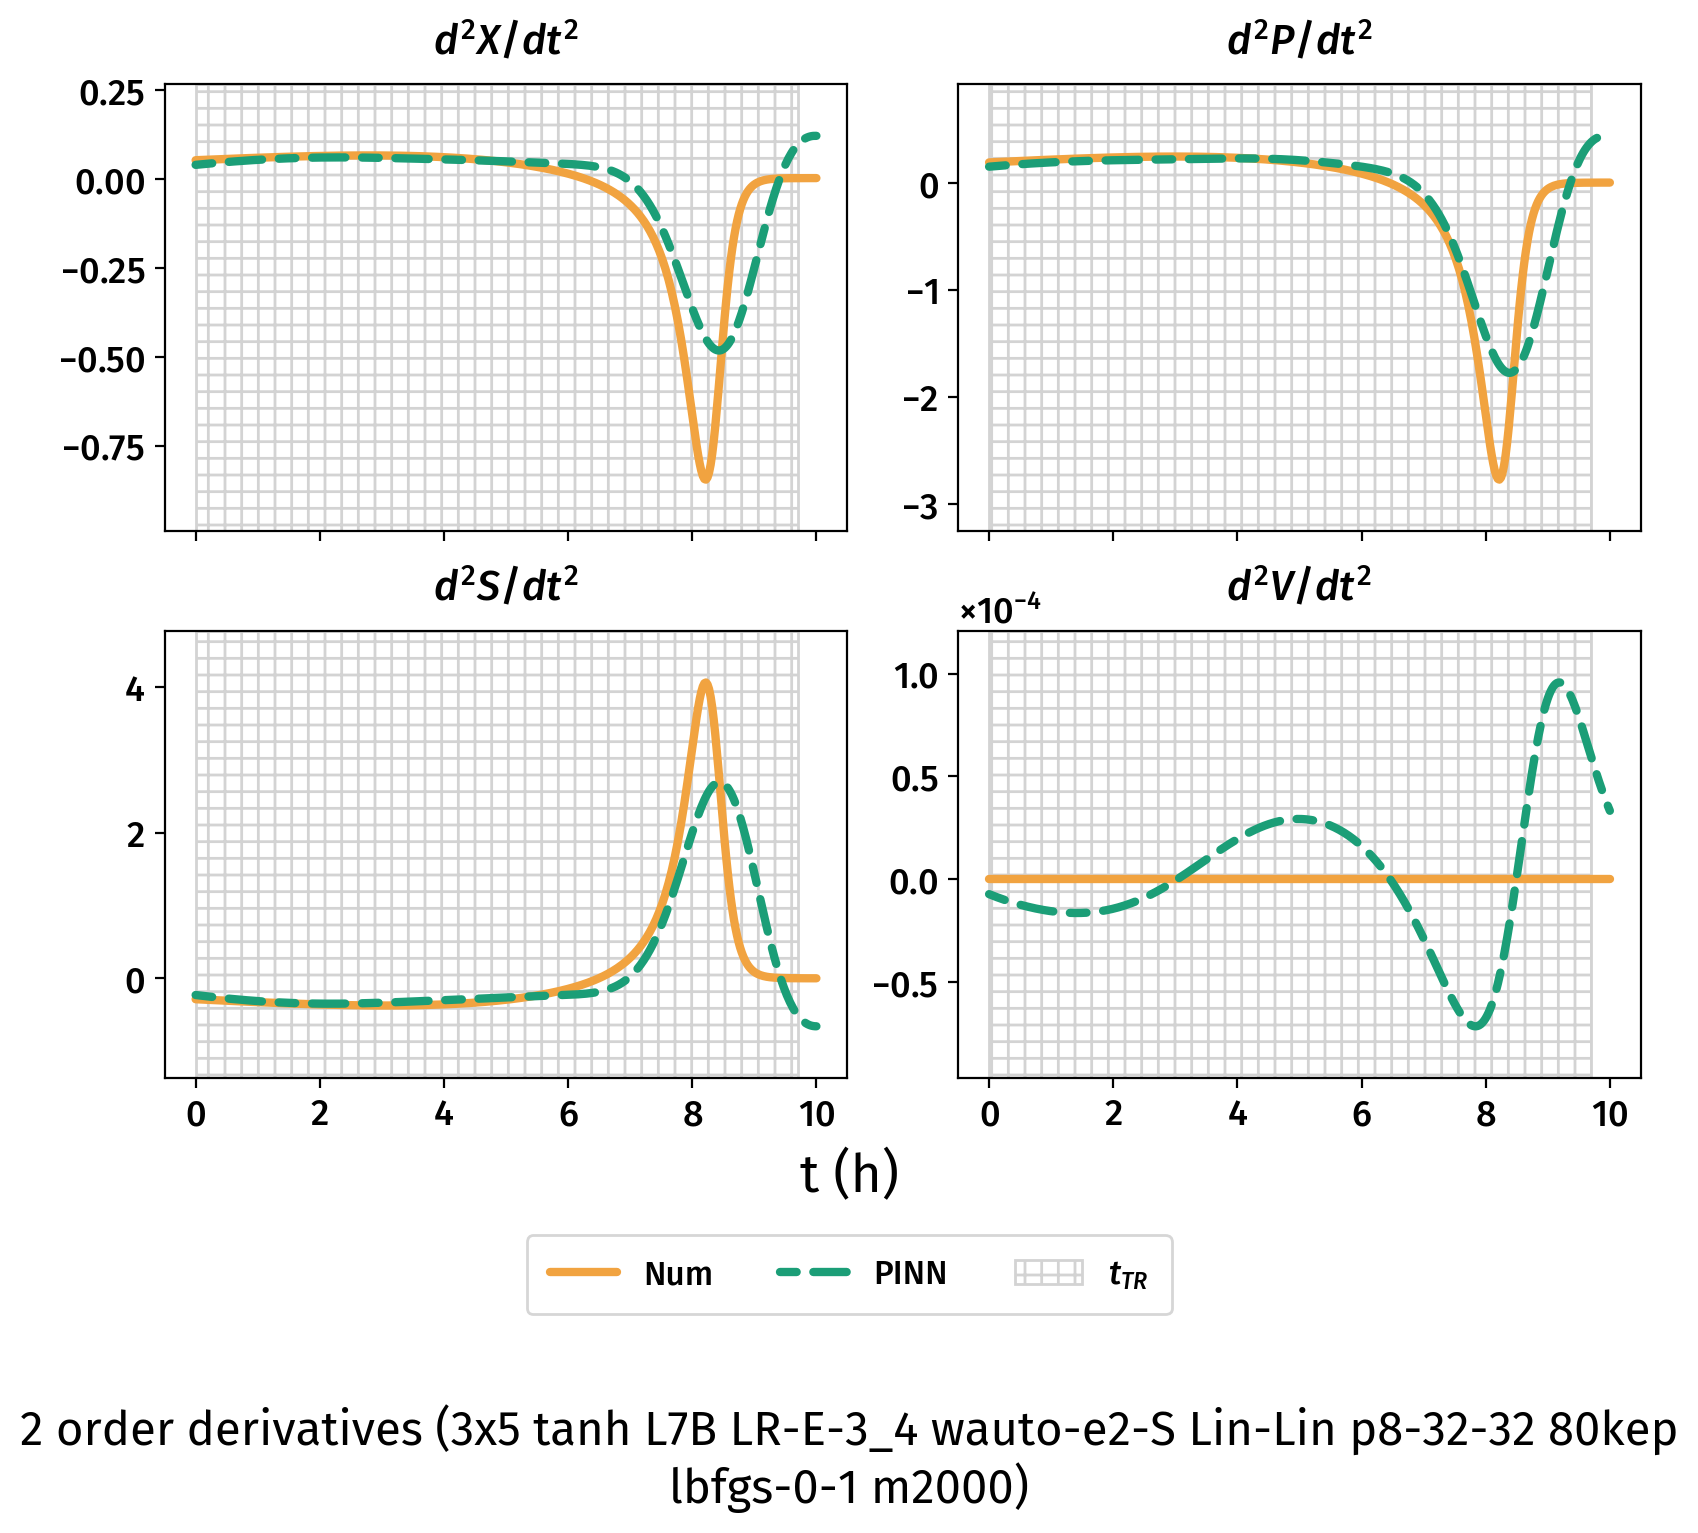 d²X/dt²
d²P/dt²
0.25
0.00
−0.25
−0.50
−0.75
0
−1
−2
−3
d²S/dt²
d²V/dt²
×10⁻⁴
4
2
0
1.0
0.5
0.0
−0.5
0 2 4 6 8 10
0 2 4 6 8 10
t (h)
Num PINN t_TR
2 order derivatives (3x5 tanh L7B LR-E-3_4 wauto-e2-S Lin-Lin p8-32-32 80kep
lbfgs-0-1 m2000)